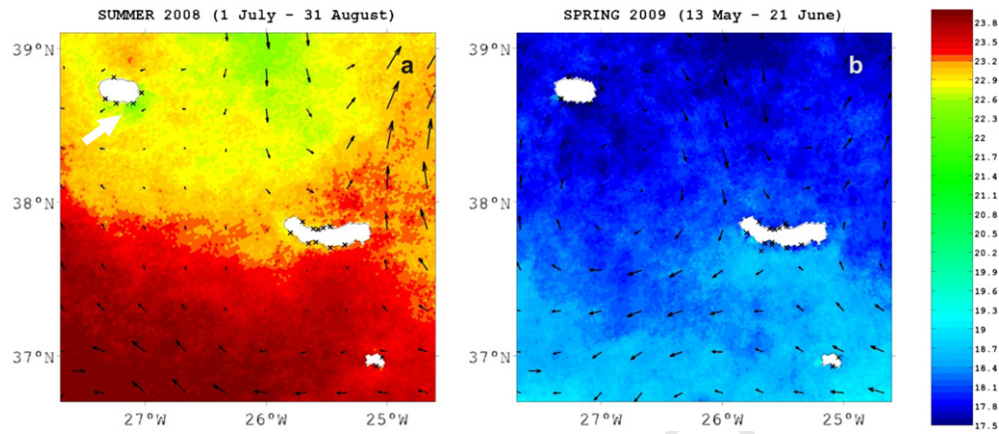 SUMMER 2008 (1 July - 31 August)
SPRING 2009 (13 May - 21 June)
39°N
38°N
37°N
27°W
26°W
25°W
a
39°N
38°N
37°N
27°W
26°W
25°W
b
23.8
23.5
23.2
22.9
22.6
22.3
22
21.7
21.4
21.1
20.8
20.5
20.2
19.9
19.6
19.3
19
18.7
18.4
18.1
17.8
17.5